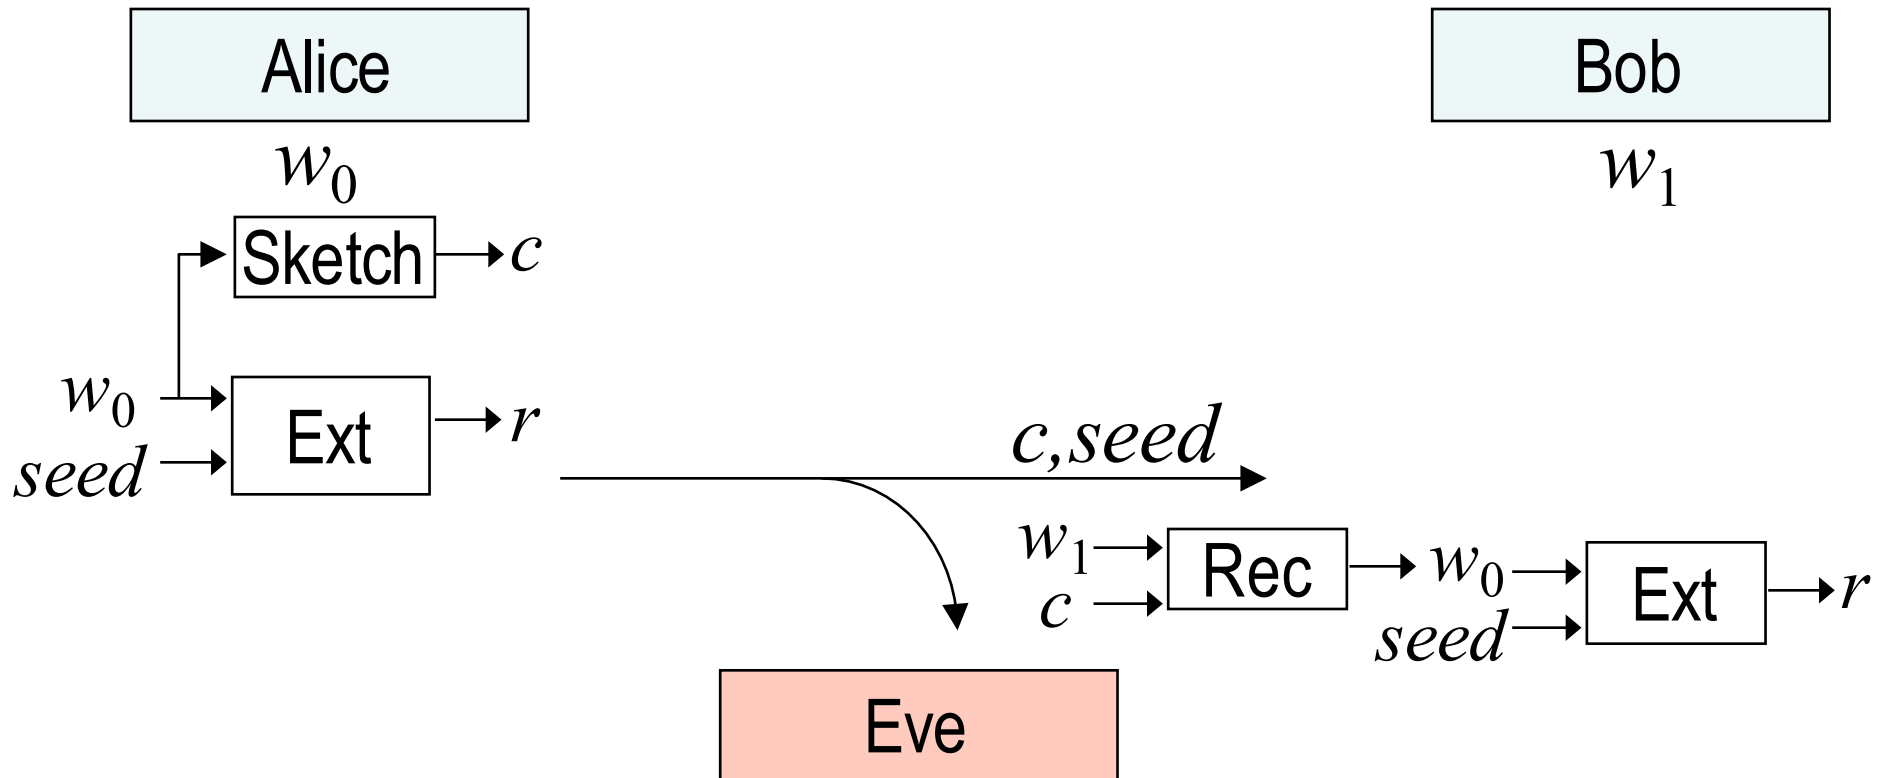 Alice
Bob
w₀
w₁
Sketch
c
w₀
seed
Ext
r
c,seed
w₁
c
Rec
w₀
seed
Ext
r
Eve